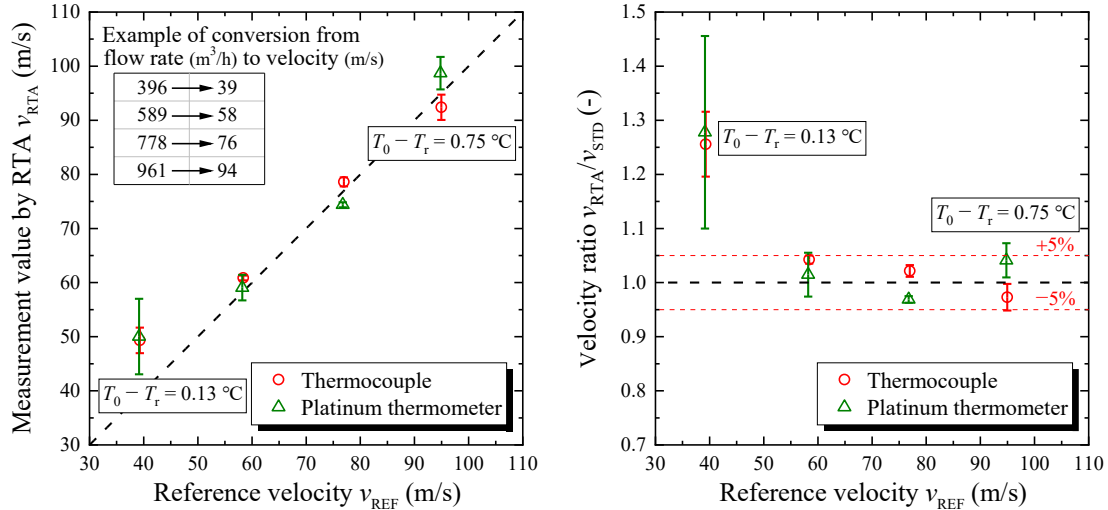 110
100
90
80
70
60
50
40
30
Measurement value by RTA v_RTA (m/s)
Example of conversion from
flow rate (m³/h) to velocity (m/s)
396 → 39
589 → 58
778 → 76
961 → 94
T₀ − Tᵣ = 0.75 °C
T₀ − Tᵣ = 0.13 °C
Thermocouple
Platinum thermometer
30 40 50 60 70 80 90 100 110
Reference velocity v_REF (m/s)
1.5
1.4
1.3
1.2
1.1
1.0
0.9
0.8
0.7
Velocity ratio v_RTA/v_STD (-)
T₀ − Tᵣ = 0.13 °C
T₀ − Tᵣ = 0.75 °C
+5%
−5%
Thermocouple
Platinum thermometer
30 40 50 60 70 80 90 100 110
Reference velocity v_REF (m/s)